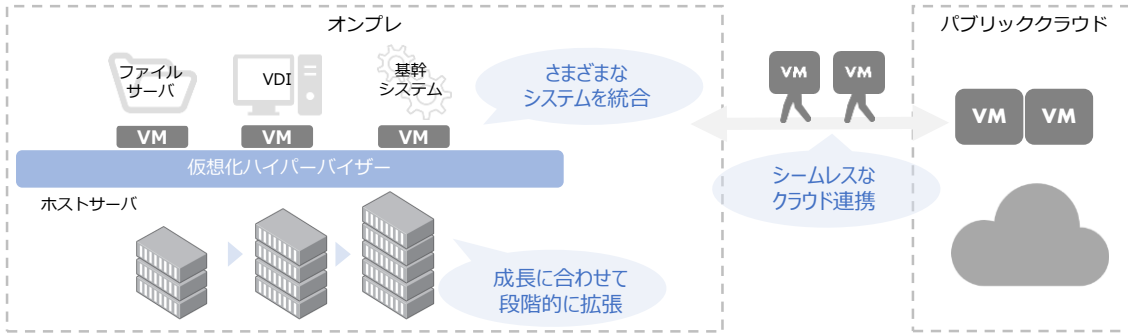 オンプレ
パブリッククラウド
ファイル
サーバ
VDI
基幹
システム
さまざまな
システムを統合
VM
VM
VM
VM
VM
VM
VM
仮想化ハイパーバイザー
シームレスな
クラウド連携
ホストサーバ
成長に合わせて
段階的に拡張